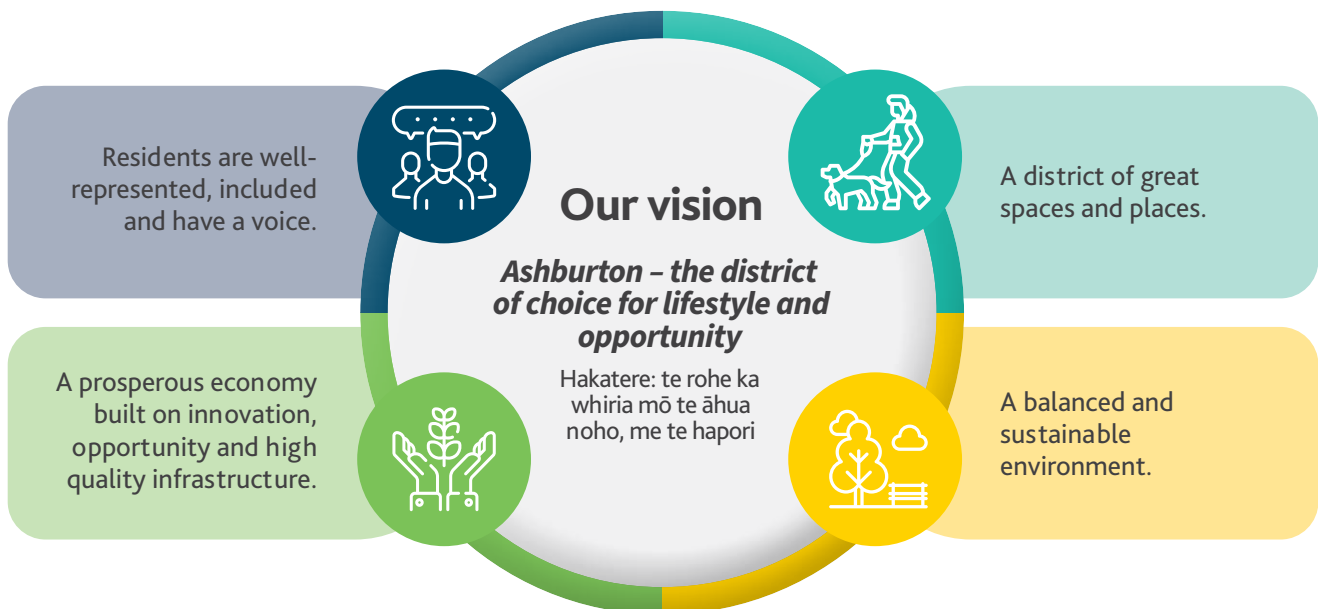 Residents are well-
represented, included
and have a voice.
A district of great
spaces and places.
Our vision
Ashburton – the district
of choice for lifestyle and
opportunity
Hakatere: te rohe ka
whiria mō te āhua
noho, me te hapori
A prosperous economy
built on innovation,
opportunity and high
quality infrastructure.
A balanced and
sustainable
environment.